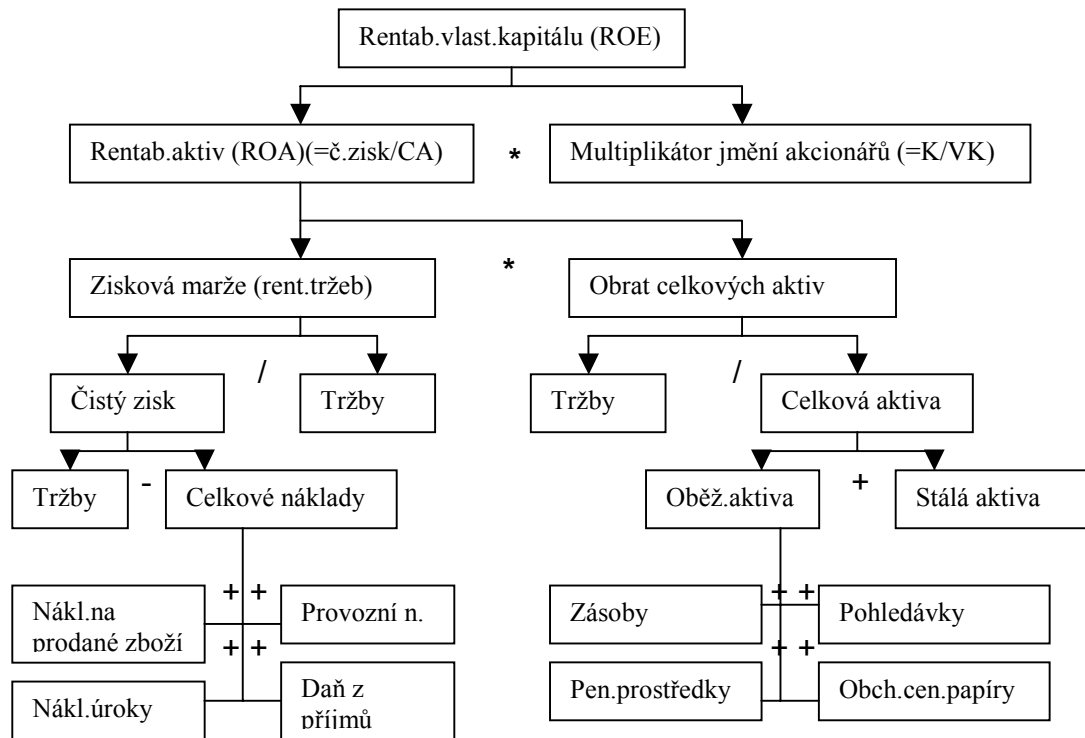 Rentab.vlast.kapitálu (ROE)
Rentab.aktiv (ROA)(=č.zisk/CA)
*
Multiplikátor jmění akcionářů (=K/VK)
Zisková marže (rent.tržeb)
*
Obrat celkových aktiv
Čistý zisk
/
Tržby
Tržby
/
Celková aktiva
Tržby
-
Celkové náklady
Oběž.aktiva
+
Stálá aktiva
+ +
+ +
Nákl.na
prodané zboží
Provozní n.
Zásoby
Pohledávky
+ +
+ +
Nákl.úroky
Daň z
příjmů
Pen.prostředky
Obch.cen.papíry